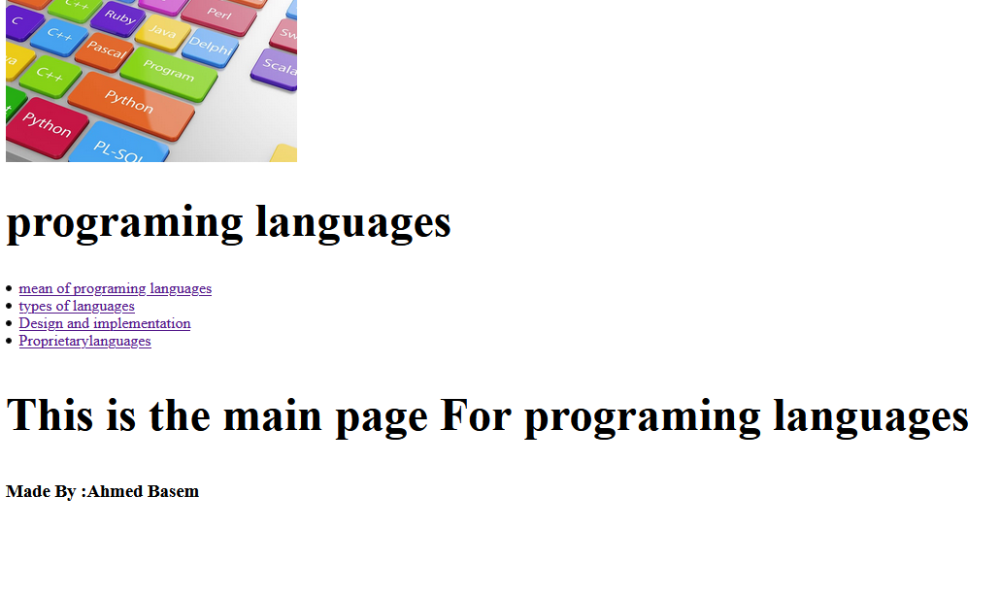 C++
Perl
C
Ruby
Java
Sw
C++
Pascal
Delphi
Scala
va
C++
Program
Python
t
Python
PL-SQL
programing languages
mean of programing languages
types of languages
Design and implementation
Proprietarylanguages
This is the main page For programing languages
Made By :Ahmed Basem